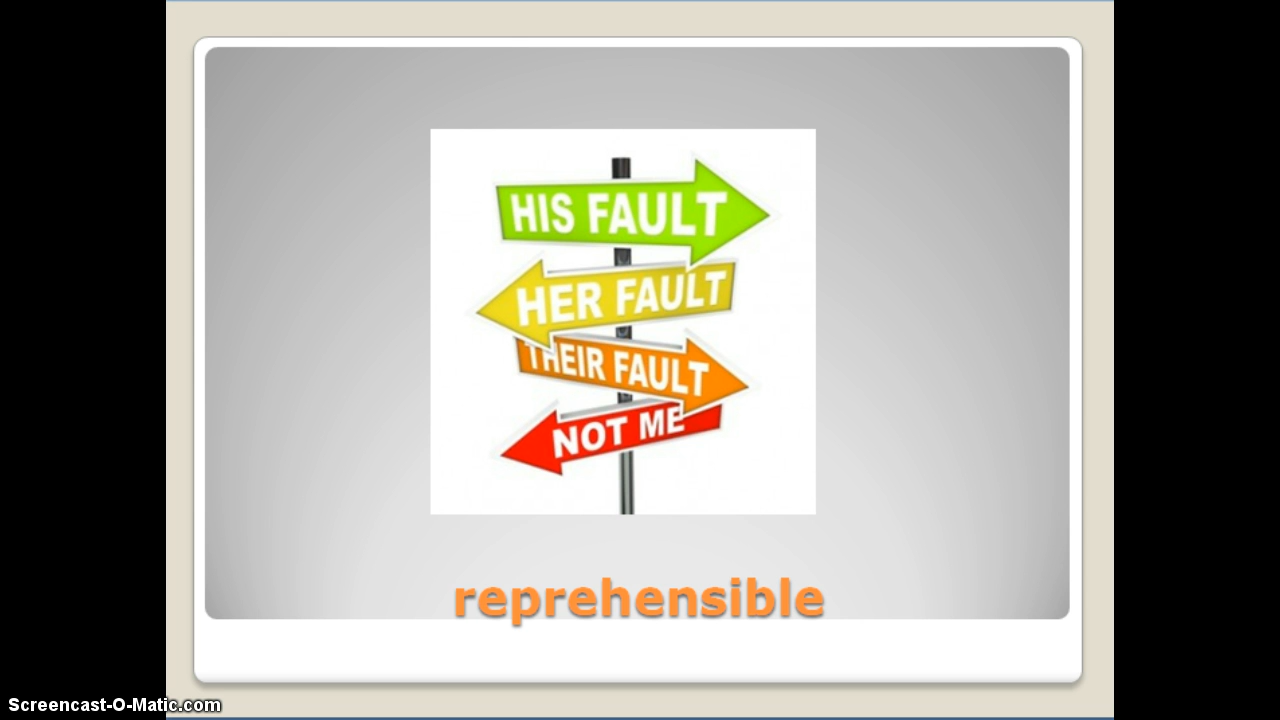 HIS FAULT
HER FAULT
THEIR FAULT
NOT ME
reprehensible
Screencast-O-Matic.com